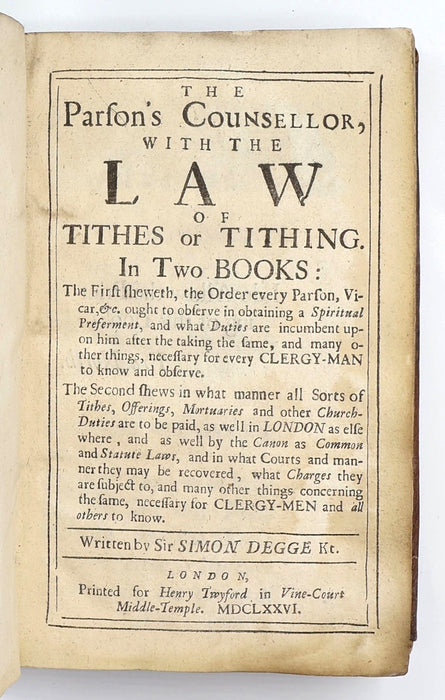 THE
Parſon's COUNSELLOR,
WITH THE
LAW
OF
TITHES or TITHING.
In Two BOOKS:
The Firſt ſheweth, the Order every Parſon, Vi-
car, &c. ought to obſerve in obtaining a Spiritual
Preferment, and what Duties are incumbent up-
on him after the taking the ſame, and many o-
ther things, neceſſary for every CLERGY-MAN
to know and obſerve.
The Second ſhews in what manner all Sorts of
Tithes, Offerings, Mortuaries and other Church-
Duties are to be paid, as well in LONDON as elſe
where, and as well by the Canon as Common
and Statute Laws, and in what Courts and man-
ner they may be recovered, what Charges they
are ſubject to, and many other things concerning
the ſame, neceſſary for CLERGY-MEN and all
others to know.
Written by Sir SIMON DEGGE Kt.
LONDON,
Printed for Henry Twyford in Vine-Court
Middle-Temple. MDCLXXVI.